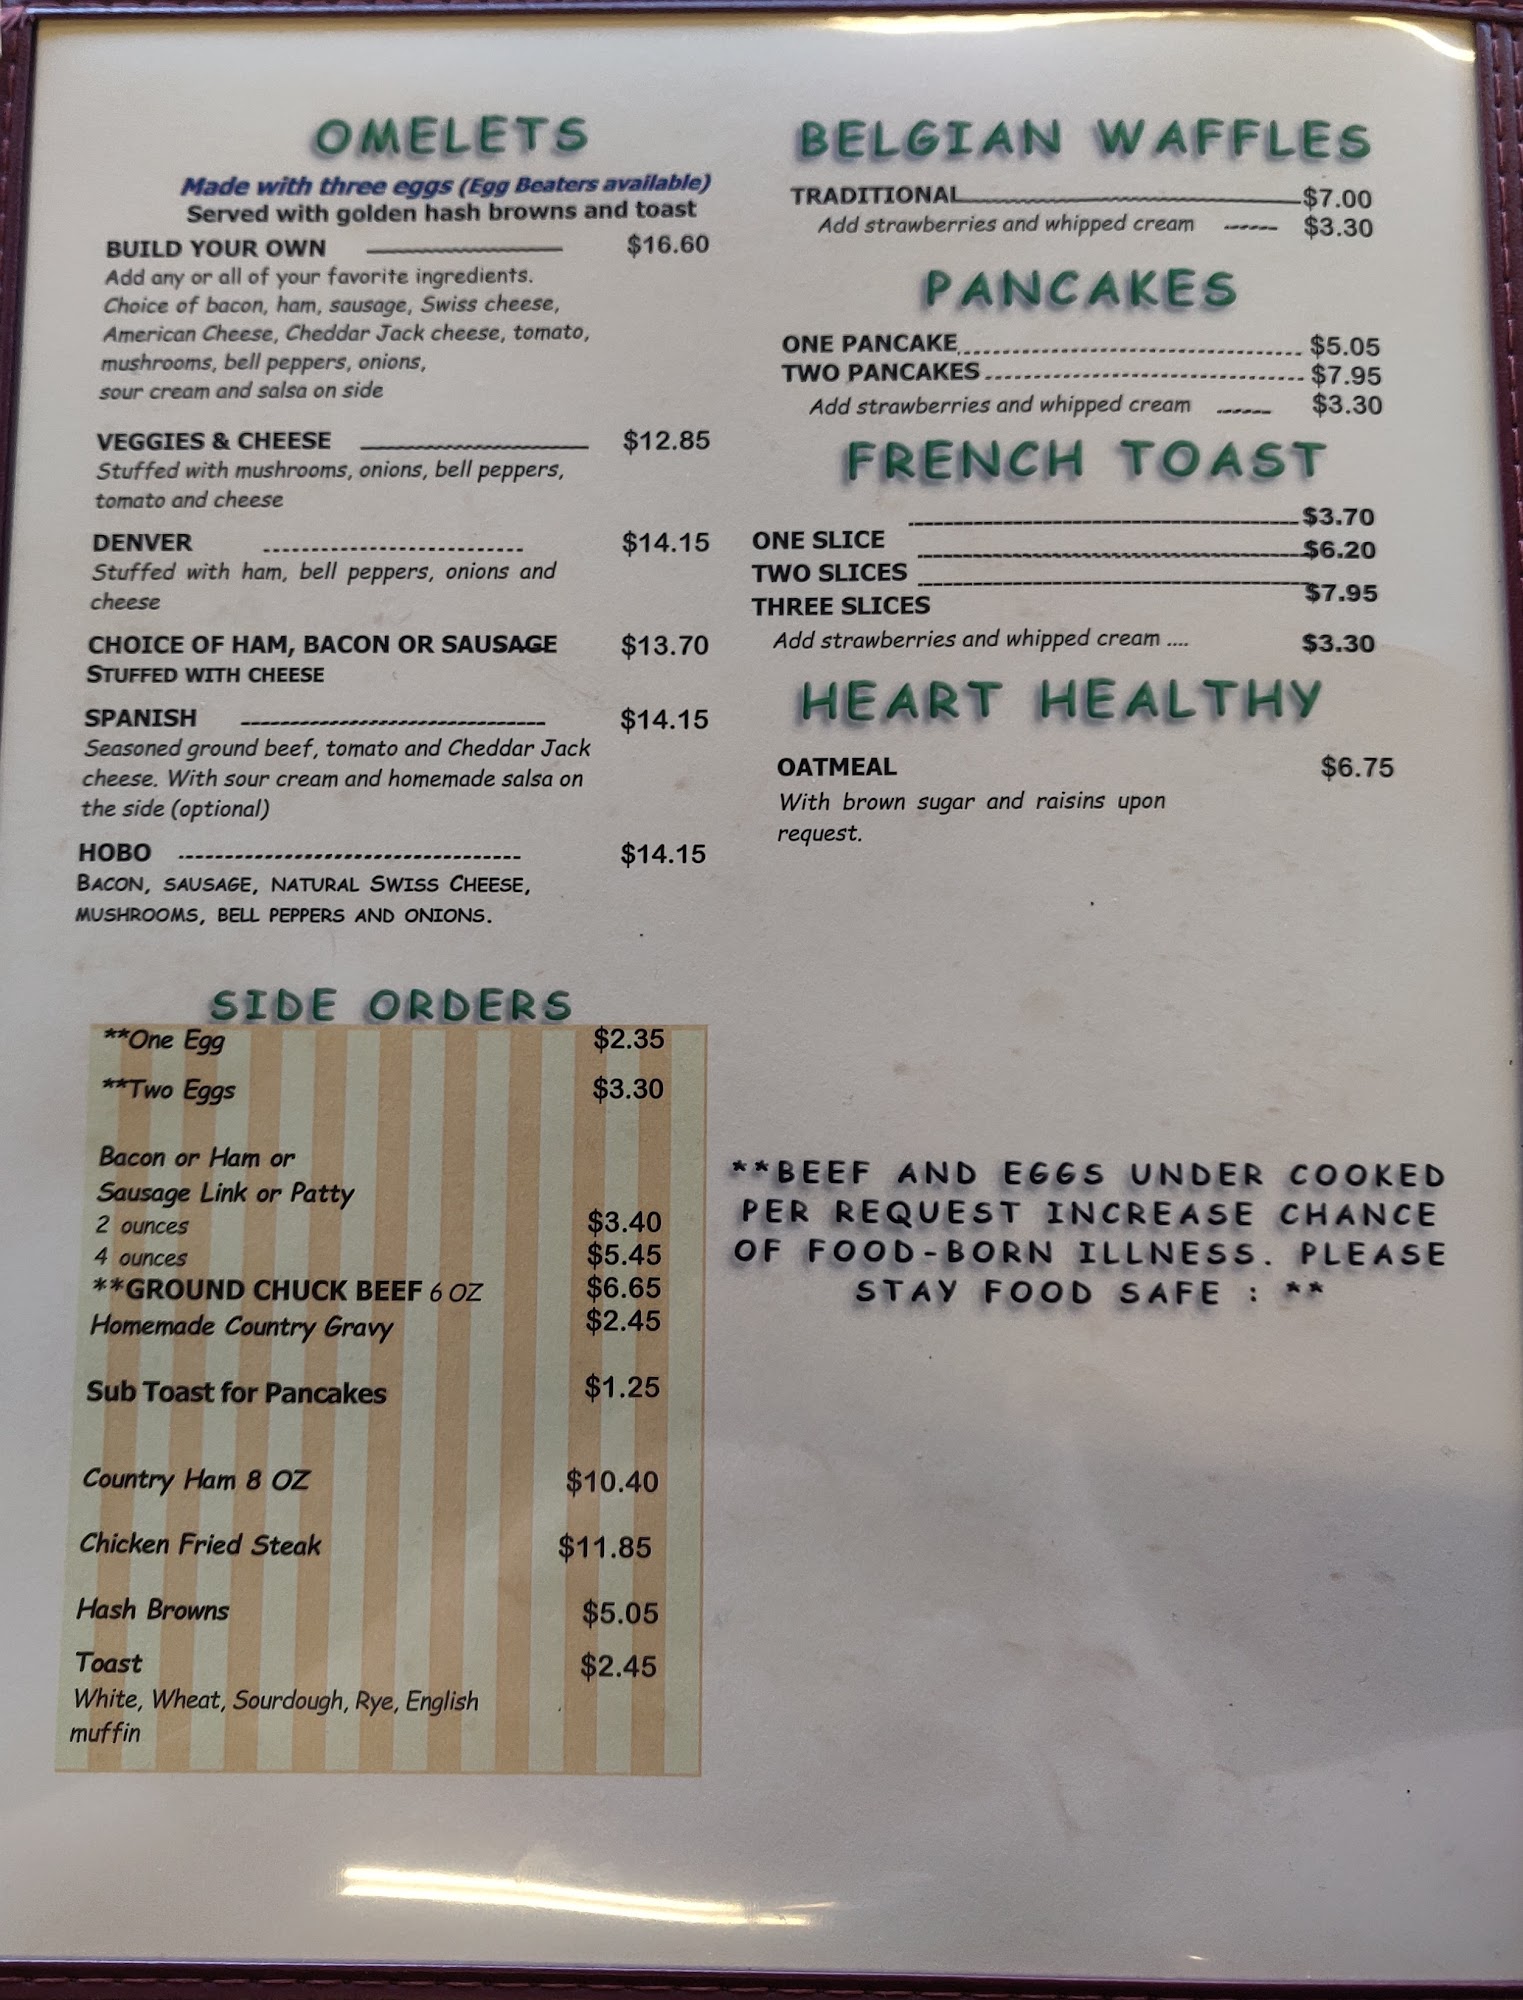 OMELETS
Made with three eggs (Egg Beaters available)
Served with golden hash browns and toast
BUILD YOUR OWN $16.60
Add any or all of your favorite ingredients.
Choice of bacon, ham, sausage, Swiss cheese,
American Cheese, Cheddar Jack cheese, tomato,
mushrooms, bell peppers, onions,
sour cream and salsa on side
VEGGIES & CHEESE $12.85
Stuffed with mushrooms, onions, bell peppers,
tomato and cheese
DENVER $14.15
Stuffed with ham, bell peppers, onions and
cheese
CHOICE OF HAM, BACON OR SAUSAGE $13.70
STUFFED WITH CHEESE
SPANISH $14.15
Seasoned ground beef, tomato and Cheddar Jack
cheese. With sour cream and homemade salsa on
the side (optional)
HOBO $14.15
BACON, SAUSAGE, NATURAL SWISS CHEESE,
MUSHROOMS, BELL PEPPERS AND ONIONS.
SIDE ORDERS
**One Egg $2.35
**Two Eggs $3.30
Bacon or Ham or
Sausage Link or Patty
2 ounces $3.40
4 ounces $5.45
**GROUND CHUCK BEEF 6 OZ $6.65
Homemade Country Gravy $2.45
Sub Toast for Pancakes $1.25
Country Ham 8 OZ $10.40
Chicken Fried Steak $11.85
Hash Browns $5.05
Toast $2.45
White, Wheat, Sourdough, Rye, English
muffin
BELGIAN WAFFLES
TRADITIONAL $7.00
Add strawberries and whipped cream ------ $3.30
PANCAKES
ONE PANCAKE $5.05
TWO PANCAKES $7.95
Add strawberries and whipped cream ------ $3.30
FRENCH TOAST
ONE SLICE $3.70
TWO SLICES $6.20
THREE SLICES $7.95
Add strawberries and whipped cream .... $3.30
HEART HEALTHY
OATMEAL $6.75
With brown sugar and raisins upon
request.
**BEEF AND EGGS UNDER COOKED
PER REQUEST INCREASE CHANCE
OF FOOD-BORN ILLNESS. PLEASE
STAY FOOD SAFE : **